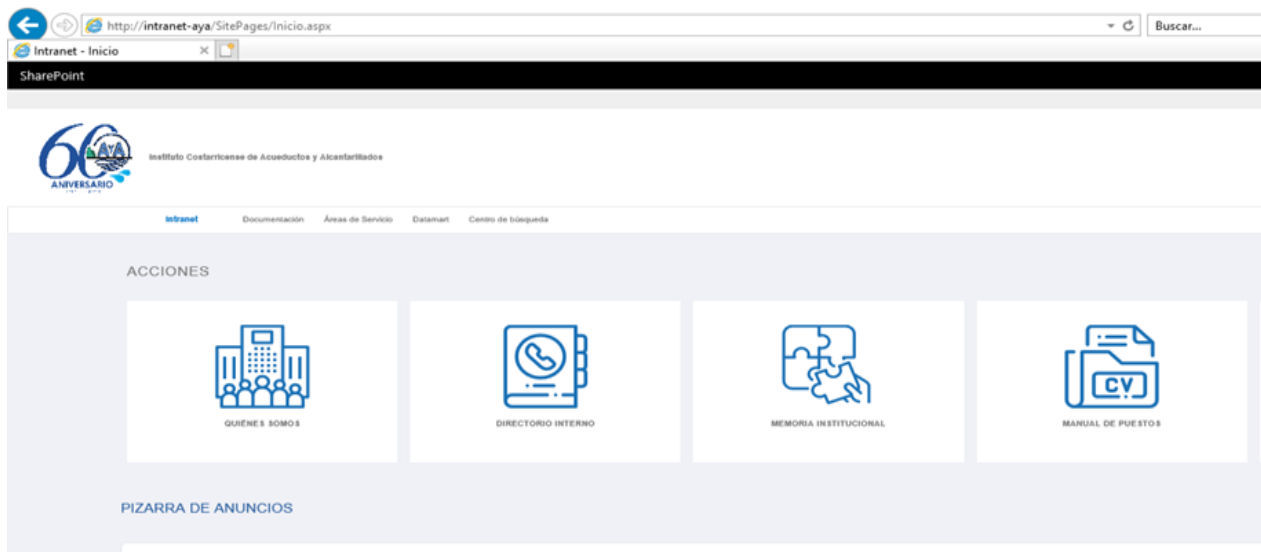 http://intranet-aya/SitePages/Inicio.aspx
Buscar...
Intranet - Inicio
SharePoint
60
AyA
ANIVERSARIO
Instituto Costarricense de Acueductos y Alcantarillados
Intranet Documentación Áreas de Servicio Datamart Centro de búsqueda
ACCIONES
CV
QUIÉNES SOMOS DIRECTORIO INTERNO MEMORIA INSTITUCIONAL MANUAL DE PUESTOS
PIZARRA DE ANUNCIOS